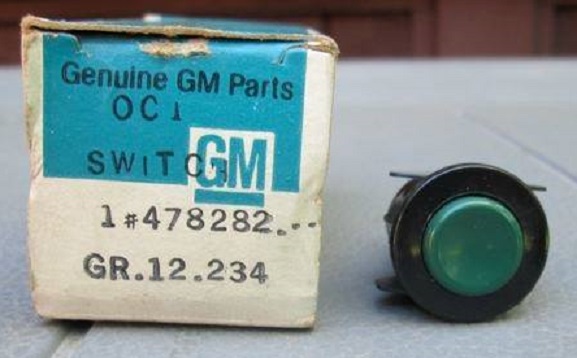 Genuine GM Parts
OC1
SWITCH
GM
1#478282
GR.12.234